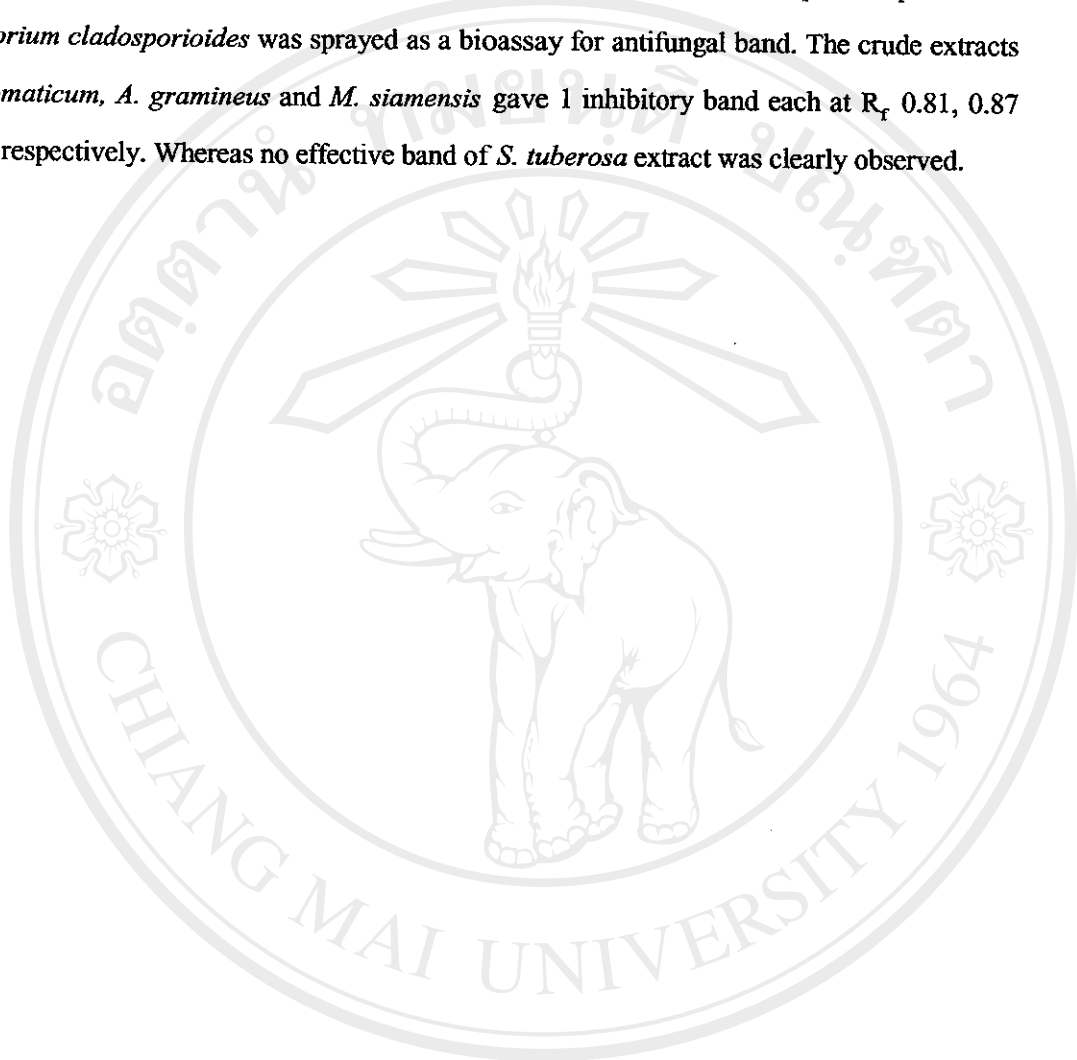 orium cladosporioides was sprayed as a bioassay for antifungal band. The crude extracts
maticum, A. gramineus and M. siamensis gave 1 inhibitory band each at Rf 0.81, 0.87
respectively. Whereas no effective band of S. tuberosa extract was clearly observed.
CHIANG MAI UNIVERSITY 1964